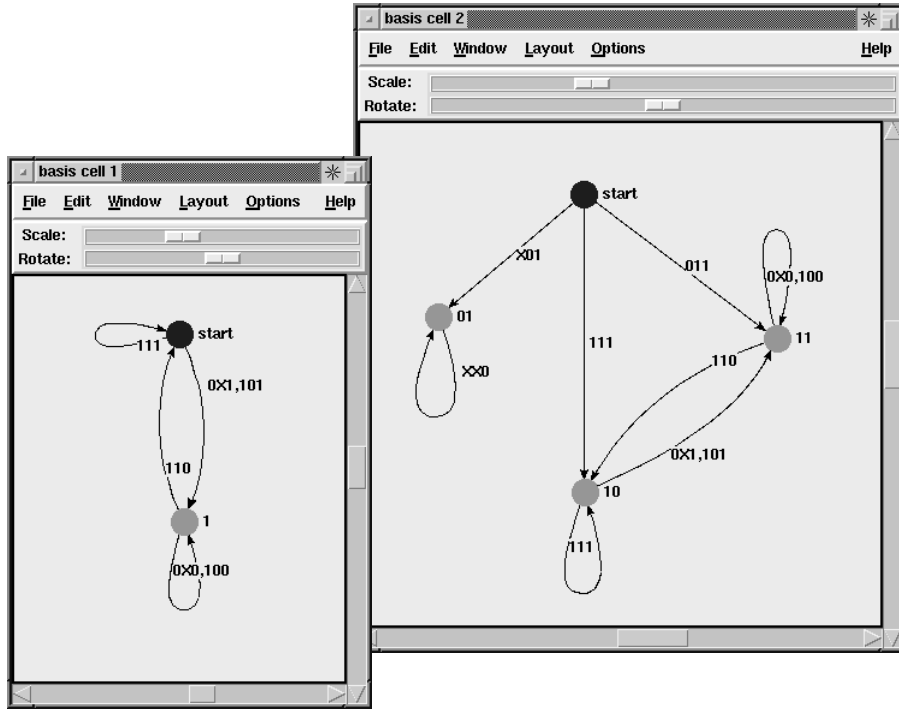 basis cell 2
File Edit Window Layout Options Help
Scale:
Rotate:
start
X01
011
0X0,100
01
11
XX0
111
110
0X1,101
10
111
basis cell 1
File Edit Window Layout Options Help
Scale:
Rotate:
start
111
0X1,101
110
1
0X0,100